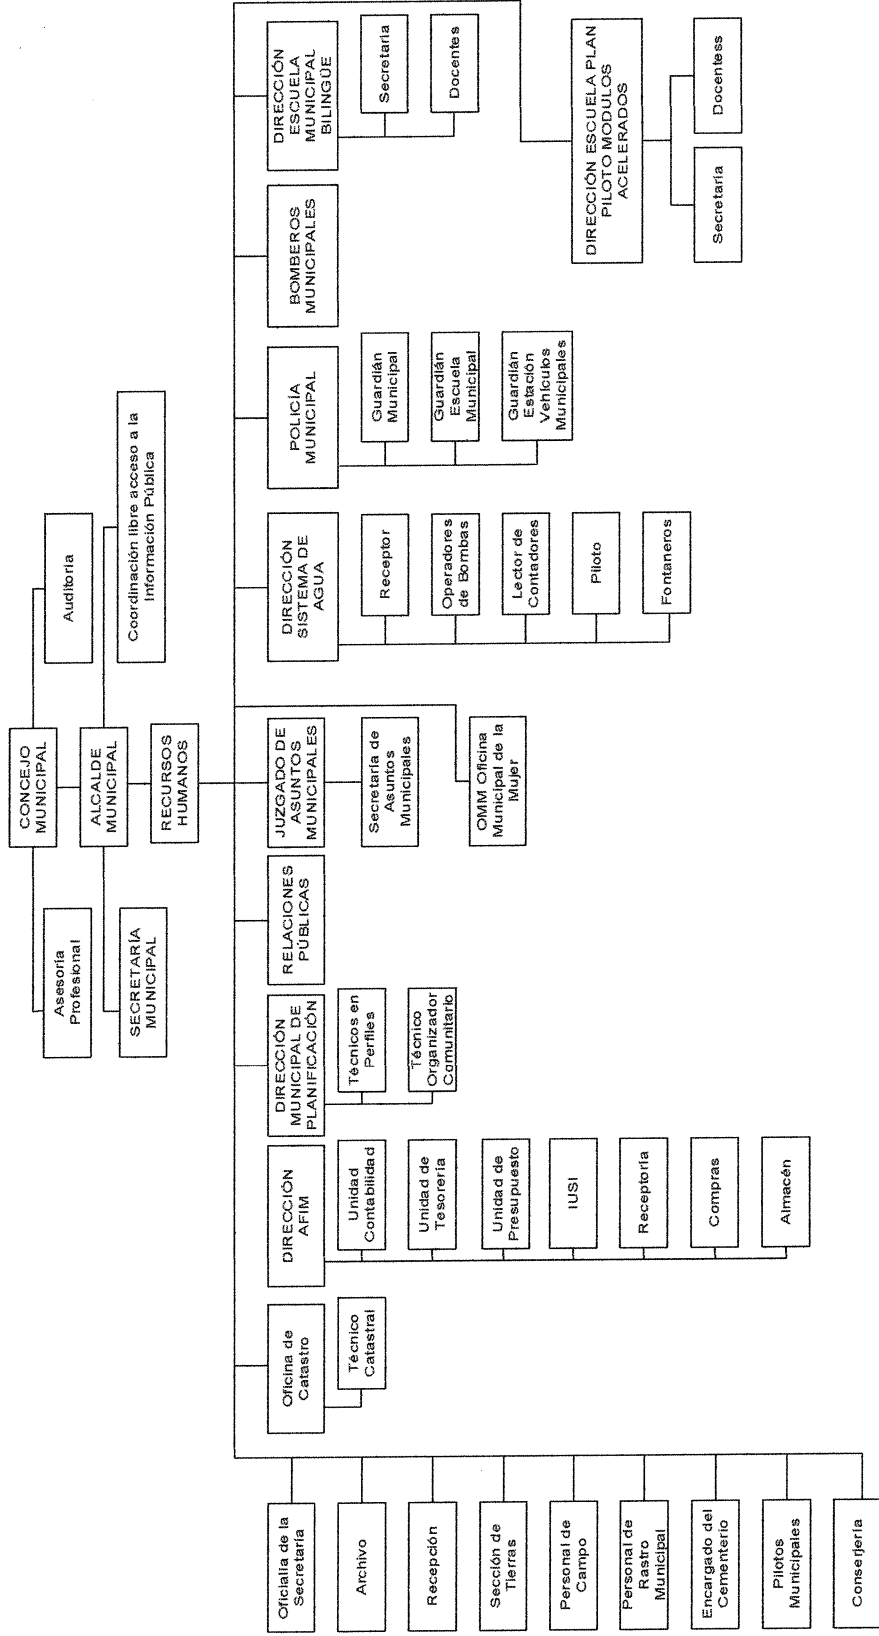 CONCEJO
MUNICIPAL
Asesoría
Profesional
Auditoria
ALCALDE
MUNICIPAL
SECRETARÍA
MUNICIPAL
Coordinación libre acceso a la
Información Pública
RECURSOS
HUMANOS
Oficialía de la
Secretaría
Archivo
Recepción
Sección de
Tierras
Personal de
Campo
Personal de
Rastro
Municipal
Encargado del
Cementerio
Pilotos
Municipales
Conserjería
Oficina de
Catastro
Técnico
Catastral
DIRECCIÓN
AFIM
Unidad
Contabilidad
Unidad de
Tesorería
Unidad de
Presupuesto
IUSI
Receptoría
Compras
Almacén
DIRECCIÓN
MUNICIPAL DE
PLANIFICACIÓN
Técnicos en
Perfiles
Técnico
Organizador
Comunitario
RELACIONES
PÚBLICAS
JUZGADO DE
ASUNTOS
MUNICIPALES
Secretaría de
Asuntos
Municipales
OMM Oficina
Municipal de la
Mujer
DIRECCIÓN
SISTEMA DE
AGUA
Receptor
Operadores
de Bombas
Lector de
Contadores
Piloto
Fontaneros
POLICÍA
MUNICIPAL
Guardián
Municipal
Guardián
Escuela
Municipal
Guardián
Estación
Vehículos
Municipales
BOMBEROS
MUNICIPALES
DIRECCIÓN
ESCUELA
MUNICIPAL
BILINGÜE
Secretaria
Docentes
DIRECCIÓN ESCUELA PLAN
PILOTO MODULOS
ACELERADOS
Secretaría
Docentess